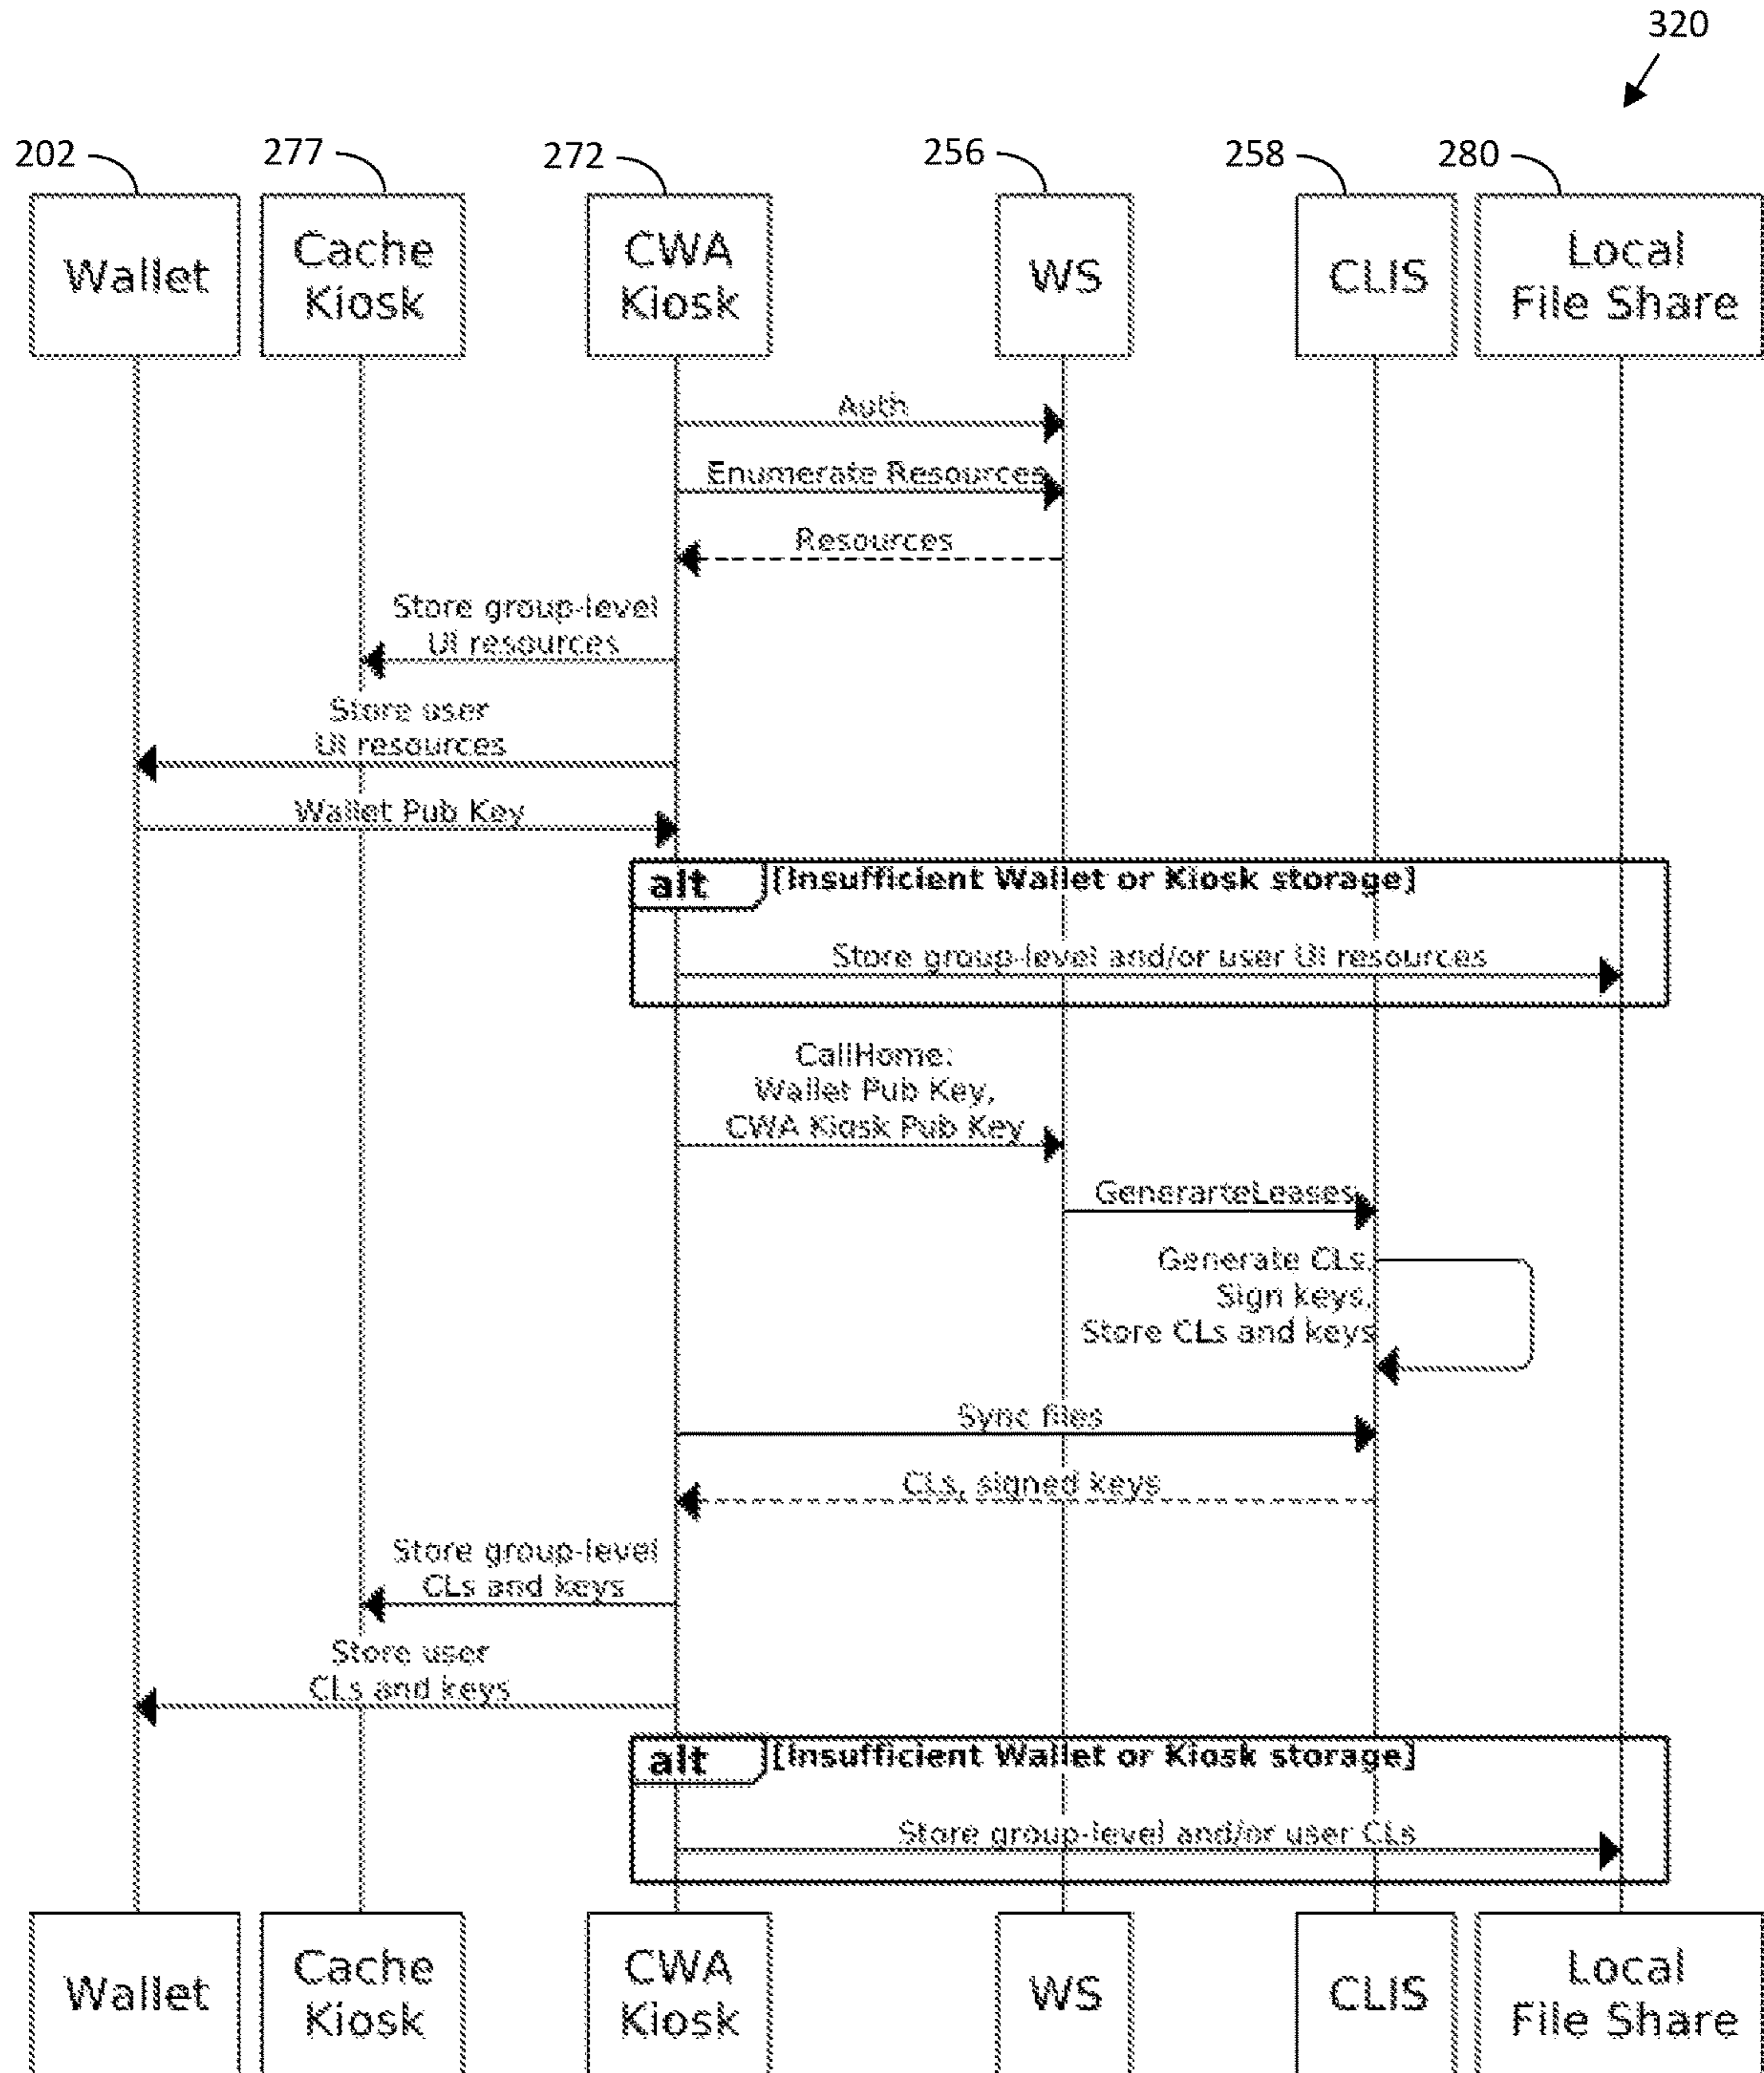 320
202
277
272
256
258
280
Wallet
Cache
Kiosk
CWA
Kiosk
WS
CLIS
Local
File Share
Auth
Enumerate Resources
Resources
Store group-level
UI resources
Store user
UI resources
Wallet Pub Key
alt
[Insufficient Wallet or Kiosk storage]
Store group-level and/or user UI resources
CallHome:
Wallet Pub Key,
CWA Kiosk Pub Key
GenerarteLeases
Generate CLs,
Sign keys,
Store CLs and keys
Sync files
CLs, signed keys
Store group-level
CLs and keys
Store user
CLs and keys
alt
[Insufficient Wallet or Kiosk storage]
Store group-level and/or user CLs
Wallet
Cache
Kiosk
CWA
Kiosk
WS
CLIS
Local
File Share